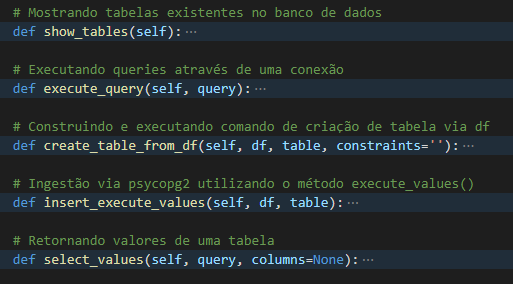 # Mostrando tabelas existentes no banco de dados
def show_tables(self): ...
# Executando queries através de uma conexão
def execute_query(self, query): ...
# Construindo e executando comando de criação de tabela via df
def create_table_from_df(self, df, table, constraints=''): ...
# Ingestão via psycopg2 utilizando o método execute_values()
def insert_execute_values(self, df, table): ...
# Retornando valores de uma tabela
def select_values(self, query, columns=None): ...